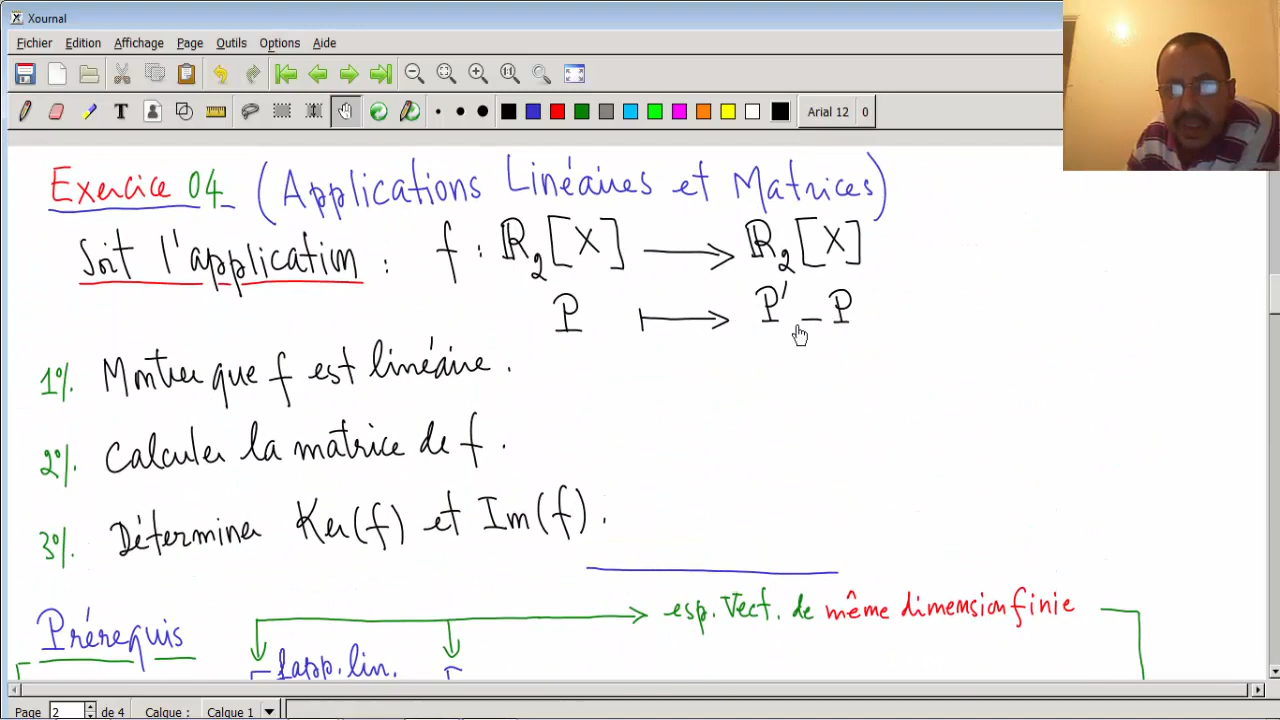 Xournal
Fichier Edition Affichage Page Outils Options Aide
Arial 12 0
Exercice 04 (Applications Linéaires et Matrices)
Soit l'application : f : ℝ₂[X] ⟶ ℝ₂[X]
P ⟼ P' - P
1°/. Montrer que f est linéaire.
2°/. Calculer la matrice de f.
3°/. Déterminer Ker(f) et Im(f).
esp. Vect. de même dimension finie
Prérequis
f app. lin.
Page 2 de 4 Calque : Calque 1